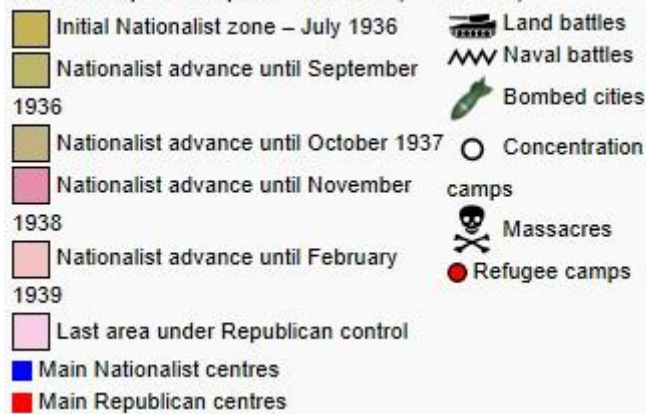 Initial Nationalist zone – July 1936
Nationalist advance until September
1936
Nationalist advance until October 1937
Nationalist advance until November
1938
Nationalist advance until February
1939
Last area under Republican control
Main Nationalist centres
Main Republican centres
Land battles
Naval battles
Bombed cities
Concentration
camps
Massacres
Refugee camps